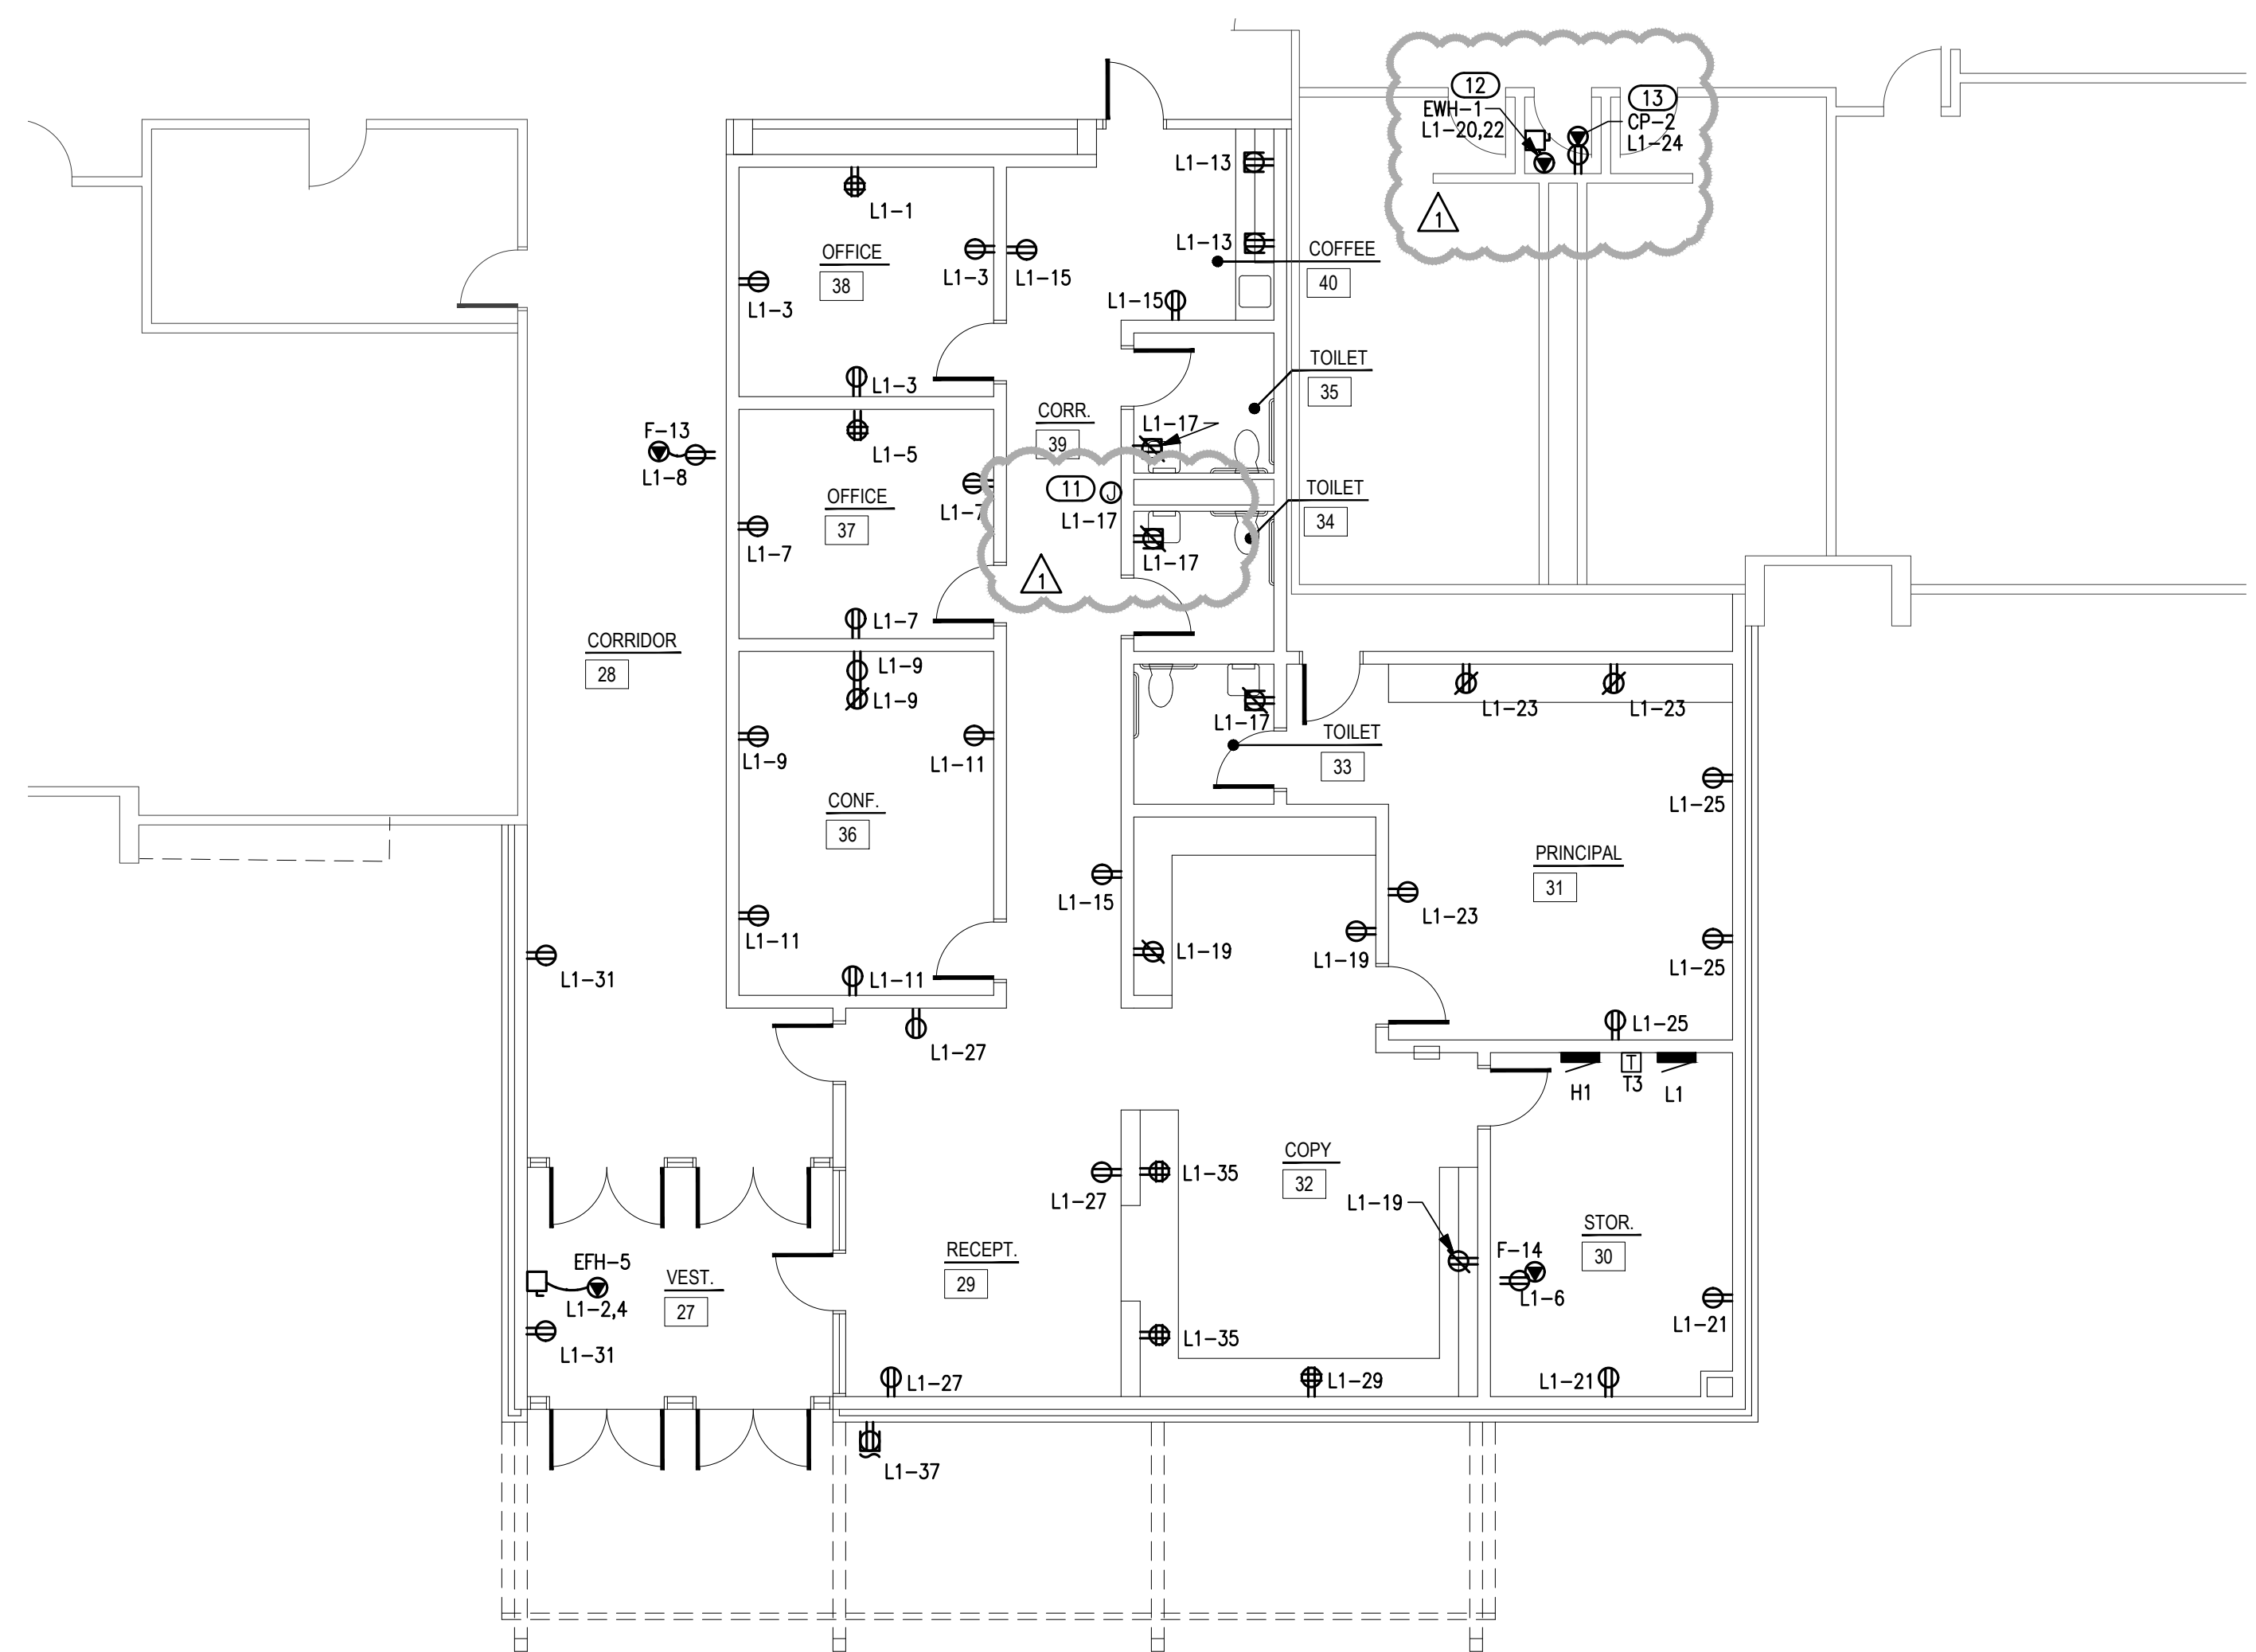 12
EWH-1
L1-20,22
13
CP-2
L1-24
1
L1-13
L1-1
L1-13
COFFEE
40
OFFICE
38
L1-3
L1-15
L1-3
L1-15
L1-3
TOILET
35
CORR.
39
L1-17
F-13
L1-8
L1-5
11
J
L1-17
TOILET
34
OFFICE
37
L1-7
L1-7
L1-17
1
L1-7
CORRIDOR
28
L1-9
L1-9
L1-17
L1-23
L1-23
TOILET
33
L1-9
L1-11
L1-25
CONF.
36
PRINCIPAL
31
L1-15
L1-23
L1-11
L1-19
L1-19
L1-25
L1-31
L1-11
L1-27
L1-25
H1
T
T3
L1
COPY
32
L1-27
L1-35
L1-19
STOR.
30
RECEPT.
29
F-14
L1-6
EFH-5
L1-2,4
VEST.
27
L1-21
L1-31
L1-35
L1-27
L1-29
L1-21
L1-37